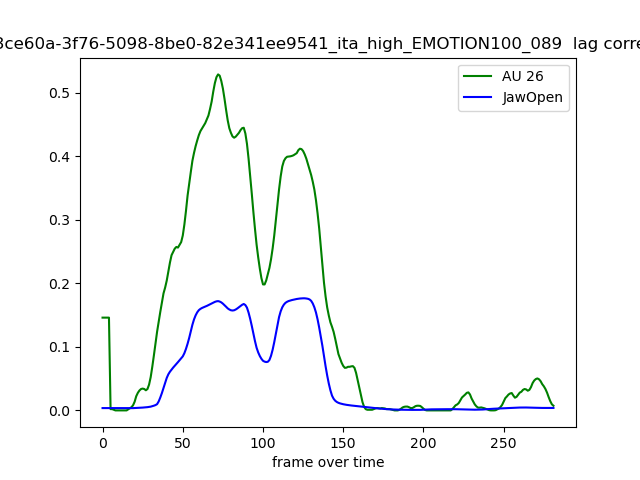 3ce60a-3f76-5098-8be0-82e341ee9541_ita_high_EMOTION100_089 lag corre
AU 26
JawOpen
0.5
0.4
0.3
0.2
0.1
0.0
0 50 100 150 200 250
frame over time